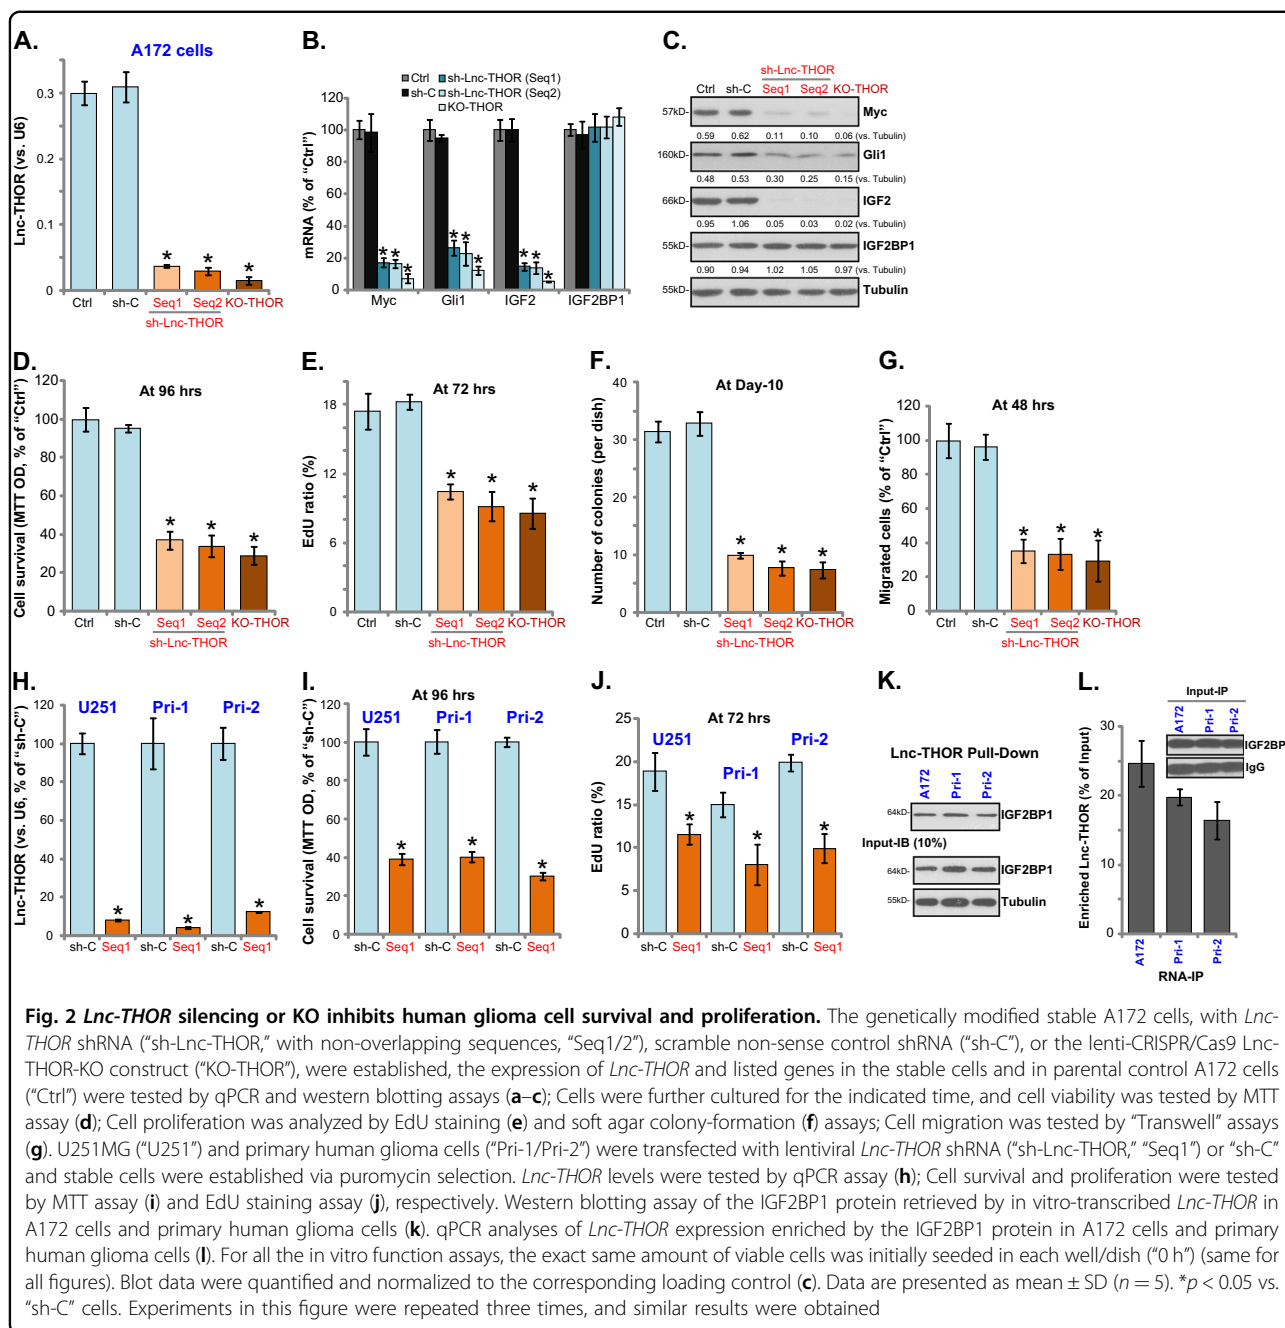 A.
A172 cells
Lnc-THOR (vs. U6)
0.3
0.2
0.1
0
* * *
Ctrl sh-C Seq1 Seq2 KO-THOR
sh-Lnc-THOR
B.
Ctrl sh-Lnc-THOR (Seq1)
sh-C sh-Lnc-THOR (Seq2)
KO-THOR
mRNA (% of “Ctrl”)
120
100
80
60
40
20
0
* * * * * * * * *
Myc Gli1 IGF2 IGF2BP1
C.
sh-Lnc-THOR
Ctrl sh-C Seq1 Seq2 KO-THOR
57kD- Myc
0.59 0.62 0.11 0.10 0.06 (vs. Tubulin)
160kD- Gli1
0.48 0.53 0.30 0.25 0.15 (vs. Tubulin)
66kD- IGF2
0.95 1.06 0.05 0.03 0.02 (vs. Tubulin)
55kD- IGF2BP1
0.90 0.94 1.02 1.05 0.97 (vs. Tubulin)
55kD- Tubulin
D.
At 96 hrs
Cell survival (MTT OD, % of “Ctrl”)
120
100
80
60
40
20
0
* * *
Ctrl sh-C Seq1 Seq2 KO-THOR
sh-Lnc-THOR
E.
At 72 hrs
EdU ratio (%)
18
12
6
0
* * *
Ctrl sh-C Seq1 Seq2 KO-THOR
sh-Lnc-THOR
F.
At Day-10
Number of colonies (per dish)
40
30
20
10
0
* * *
Ctrl sh-C Seq1 Seq2 KO-THOR
sh-Lnc-THOR
G.
At 48 hrs
Migrated cells (% of “Ctrl”)
120
100
80
60
40
20
0
* * *
Ctrl sh-C Seq1 Seq2 KO-THOR
sh-Lnc-THOR
H.
U251 Pri-1 Pri-2
Lnc-THOR (vs. U6, % of “sh-C”)
120
100
80
60
40
20
0
* * *
sh-C Seq1 sh-C Seq1 sh-C Seq1
I.
At 96 hrs
U251 Pri-1 Pri-2
Cell survival (MTT OD, % of “sh-C”)
120
100
80
60
40
20
0
* * *
sh-C Seq1 sh-C Seq1 sh-C Seq1
J.
At 72 hrs
U251 Pri-1 Pri-2
EdU ratio (%)
25
20
15
10
5
0
* * *
sh-C Seq1 sh-C Seq1 sh-C Seq1
K.
Lnc-THOR Pull-Down
A172 Pri-1 Pri-2
64kD- IGF2BP1
Input-IB (10%)
64kD- IGF2BP1
55kD- Tubulin
L.
Input-IP
A172 Pri-1 Pri-2
IGF2BP
IgG
Enriched Lnc-THOR (% of Input)
30
20
10
0
A172 Pri-1 Pri-2
RNA-IP
Fig. 2 Lnc-THOR silencing or KO inhibits human glioma cell survival and proliferation. The genetically modified stable A172 cells, with Lnc-
THOR shRNA (“sh-Lnc-THOR,” with non-overlapping sequences, “Seq1/2”), scramble non-sense control shRNA (“sh-C”), or the lenti-CRISPR/Cas9 Lnc-
THOR-KO construct (“KO-THOR”), were established, the expression of Lnc-THOR and listed genes in the stable cells and in parental control A172 cells
(“Ctrl”) were tested by qPCR and western blotting assays (a–c); Cells were further cultured for the indicated time, and cell viability was tested by MTT
assay (d); Cell proliferation was analyzed by EdU staining (e) and soft agar colony-formation (f) assays; Cell migration was tested by “Transwell” assays
(g). U251MG (“U251”) and primary human glioma cells (“Pri-1/Pri-2”) were transfected with lentiviral Lnc-THOR shRNA (“sh-Lnc-THOR,” “Seq1”) or “sh-C”
and stable cells were established via puromycin selection. Lnc-THOR levels were tested by qPCR assay (h); Cell survival and proliferation were tested
by MTT assay (i) and EdU staining assay (j), respectively. Western blotting assay of the IGF2BP1 protein retrieved by in vitro-transcribed Lnc-THOR in
A172 cells and primary human glioma cells (k). qPCR analyses of Lnc-THOR expression enriched by the IGF2BP1 protein in A172 cells and primary
human glioma cells (l). For all the in vitro function assays, the exact same amount of viable cells was initially seeded in each well/dish (“0 h”) (same for
all figures). Blot data were quantified and normalized to the corresponding loading control (c). Data are presented as mean ± SD (n = 5). *p < 0.05 vs.
“sh-C” cells. Experiments in this figure were repeated three times, and similar results were obtained